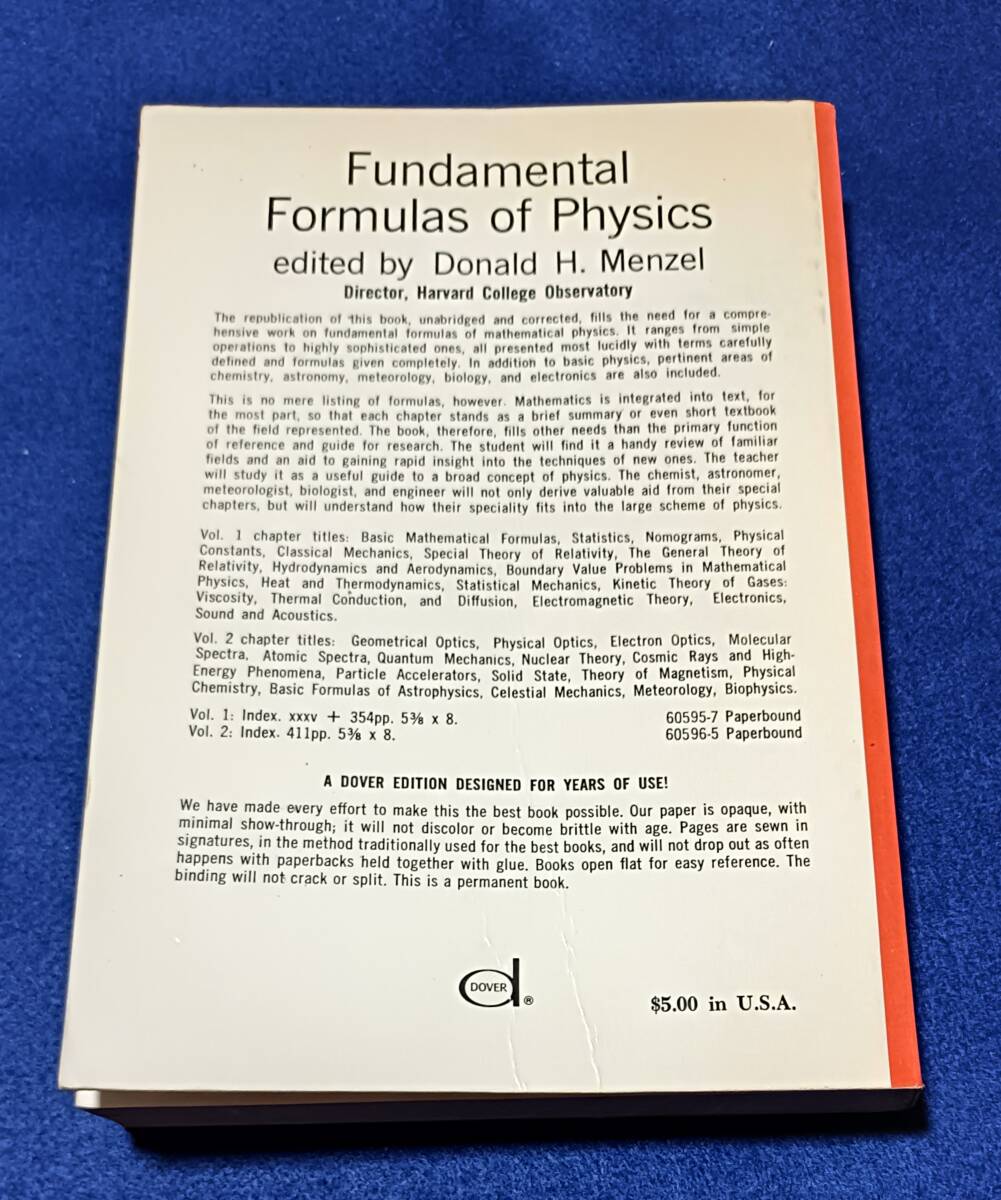 Fundamental
Formulas of Physics
edited by Donald H. Menzel
Director, Harvard College Observatory
The republication of this book, unabridged and corrected, fills the need for a compre-
hensive work on fundamental formulas of mathematical physics. It ranges from simple
operations to highly sophisticated ones, all presented most lucidly with terms carefully
defined and formulas given completely. In addition to basic physics, pertinent areas of
chemistry, astronomy, meteorology, biology, and electronics are also included.
This is no mere listing of formulas, however. Mathematics is integrated into text, for
the most part, so that each chapter stands as a brief summary or even short textbook
of the field represented. The book, therefore, fills other needs than the primary function
of reference and guide for research. The student will find it a handy review of familiar
fields and an aid to gaining rapid insight into the techniques of new ones. The teacher
will study it as a useful guide to a broad concept of physics. The chemist, astronomer,
meteorologist, biologist, and engineer will not only derive valuable aid from their special
chapters, but will understand how their speciality fits into the large scheme of physics.
Vol. 1 chapter titles: Basic Mathematical Formulas, Statistics, Nomograms, Physical
Constants, Classical Mechanics, Special Theory of Relativity, The General Theory of
Relativity, Hydrodynamics and Aerodynamics, Boundary Value Problems in Mathematical
Physics, Heat and Thermodynamics, Statistical Mechanics, Kinetic Theory of Gases:
Viscosity, Thermal Conduction, and Diffusion, Electromagnetic Theory, Electronics,
Sound and Acoustics.
Vol. 2 chapter titles: Geometrical Optics, Physical Optics, Electron Optics, Molecular
Spectra, Atomic Spectra, Quantum Mechanics, Nuclear Theory, Cosmic Rays and High-
Energy Phenomena, Particle Accelerators, Solid State, Theory of Magnetism, Physical
Chemistry, Basic Formulas of Astrophysics, Celestial Mechanics, Meteorology, Biophysics.
Vol. 1: Index. xxxv + 354pp. 5⅜ x 8. 60595-7 Paperbound
Vol. 2: Index. 411pp. 5⅜ x 8. 60596-5 Paperbound
A DOVER EDITION DESIGNED FOR YEARS OF USE!
We have made every effort to make this the best book possible. Our paper is opaque, with
minimal show-through; it will not discolor or become brittle with age. Pages are sewn in
signatures, in the method traditionally used for the best books, and will not drop out as often
happens with paperbacks held together with glue. Books open flat for easy reference. The
binding will not crack or split. This is a permanent book.
DOVER ®
$5.00 in U.S.A.